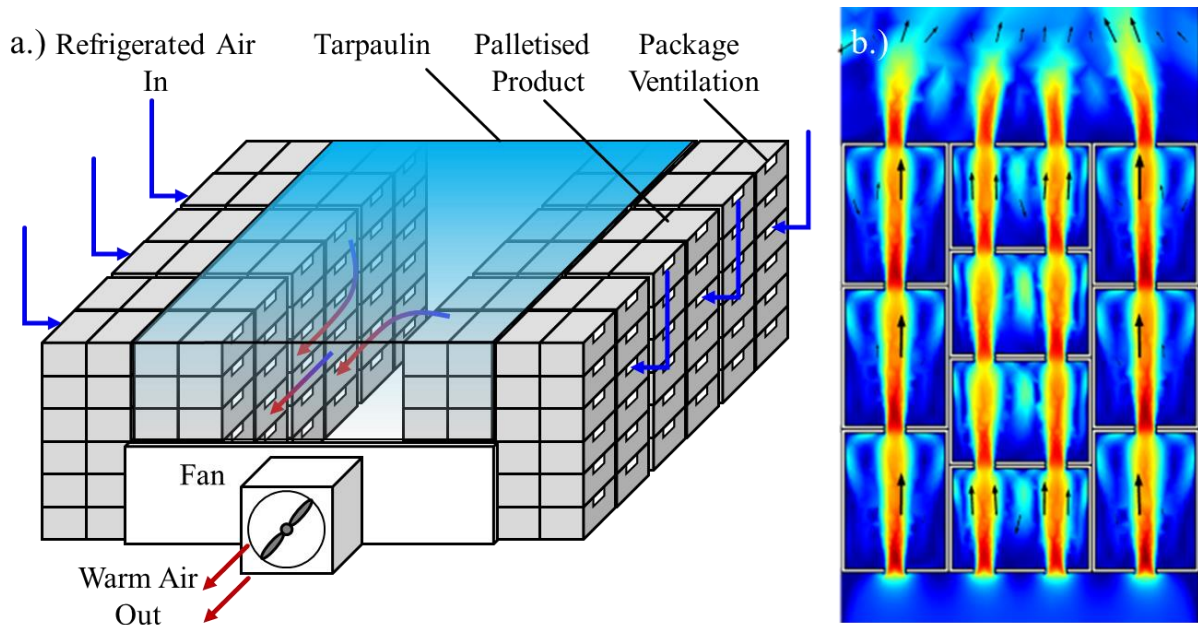 a.) Refrigerated Air
In
Tarpaulin
Palletised
Product
Package
Ventilation
b.)
Fan
Warm Air
Out